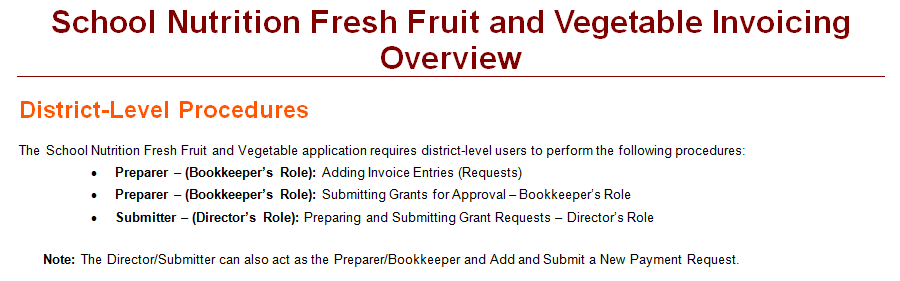 School Nutrition Fresh Fruit and Vegetable Invoicing
Overview
District-Level Procedures
The School Nutrition Fresh Fruit and Vegetable application requires district-level users to perform the following procedures:
• Preparer – (Bookkeeper's Role): Adding Invoice Entries (Requests)
• Preparer – (Bookkeeper's Role): Submitting Grants for Approval – Bookkeeper's Role
• Submitter – (Director's Role): Preparing and Submitting Grant Requests – Director's Role
Note: The Director/Submitter can also act as the Preparer/Bookkeeper and Add and Submit a New Payment Request.